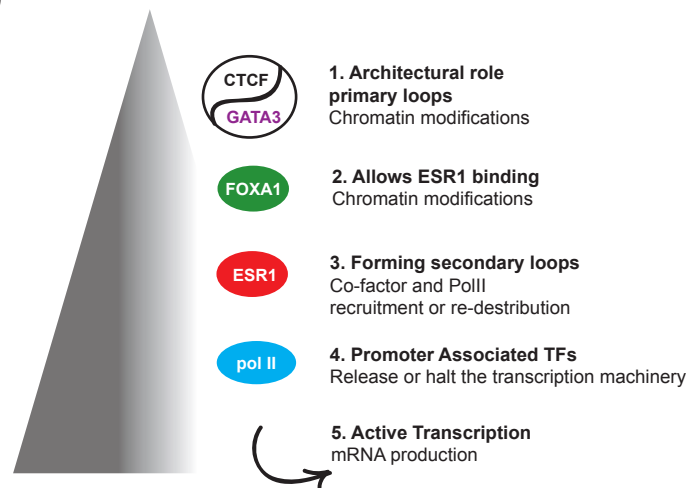 CTCF
GATA3
1. Architectural role
primary loops
Chromatin modifications
FOXA1
2. Allows ESR1 binding
Chromatin modifications
ESR1
3. Forming secondary loops
Co-factor and PolII
recruitment or re-destribution
pol II
4. Promoter Associated TFs
Release or halt the transcription machinery
5. Active Transcription
mRNA production